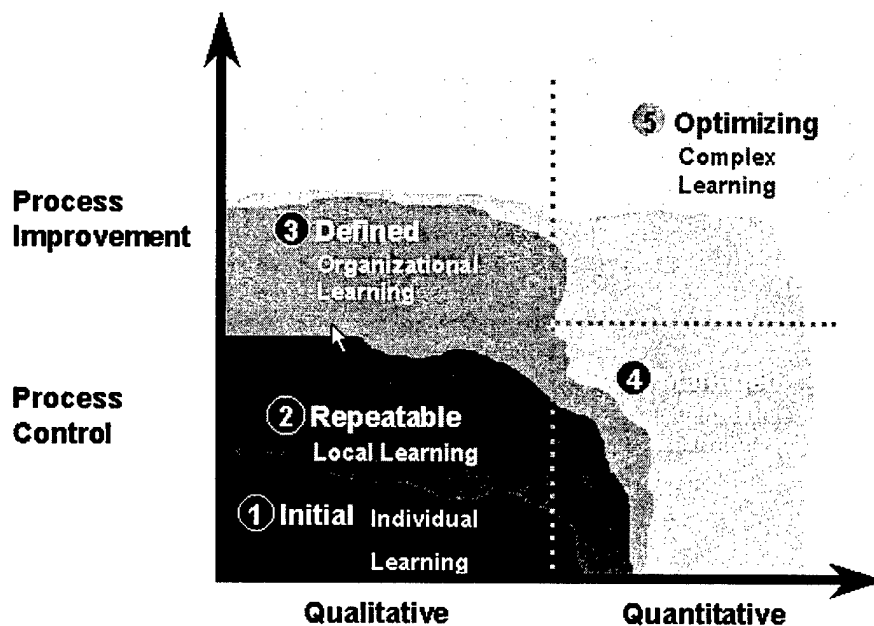 5 Optimizing
Complex
Learning
Process
Improvement
3 Defined
Organizational
Learning
4
Process
Control
2 Repeatable
Local Learning
1 Initial Individual
Learning
Qualitative
Quantitative